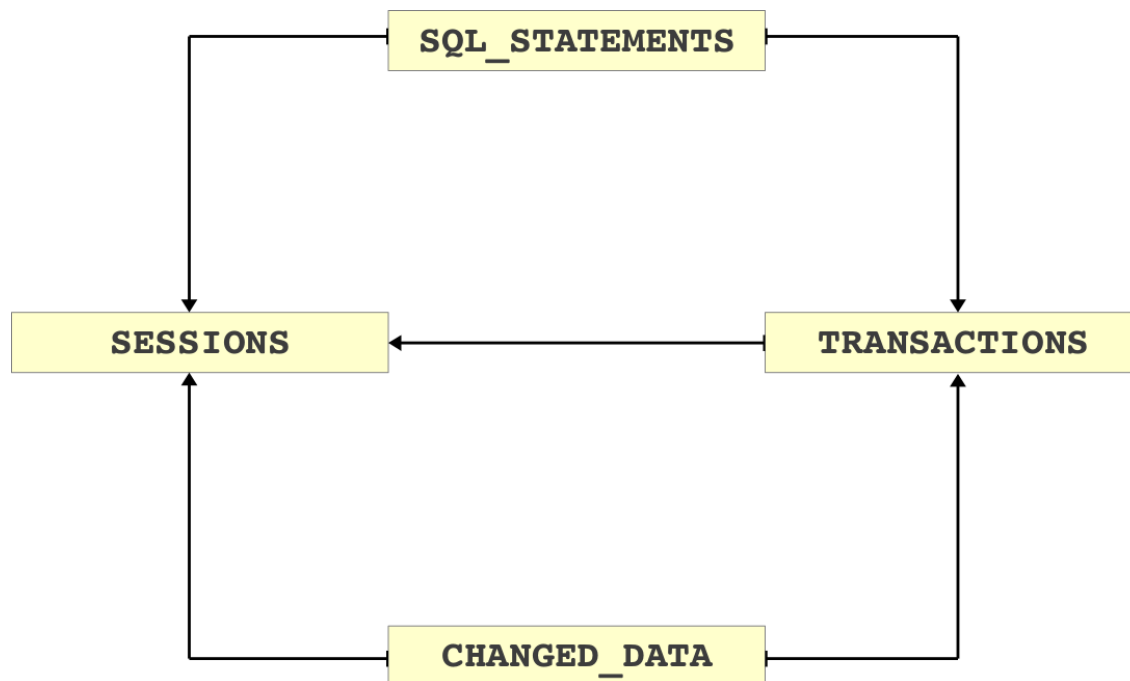 SQL_STATEMENTS
SESSIONS
TRANSACTIONS
CHANGED_DATA